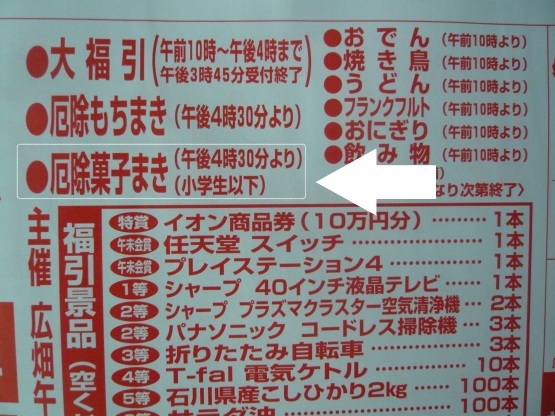 ●大福引(午前10時〜午後4時まで
午後3時45分受付終了)
●厄除もちまき(午後4時30分より)
●厄除菓子まき(午後4時30分より)
(小学生以下)
●おでん(午前10時より)
●焼き鳥(午前10時より)
●うどん(午前10時より)
●フランクフルト(午前10時より)
●おにぎり(午前10時より)
●飲み物(午前10時より)
なり次第終了〉
主催 広畑午
福引景品(空く
特賞 イオン商品券(10万円分)……… 1本
午未会賞 任天堂 スイッチ……… 1本
午未会賞 プレイステーション4……… 1本
1等 シャープ 40インチ液晶テレビ…… 1本
2等 シャープ プラズマクラスター空気清浄機… 2本
2等 パナソニック コードレス掃除機… 3本
3等 折りたたみ自転車……… 3本
4等 T-fal 電気ケトル……… 10本
5等 石川県産こしひかり2kg…… 100本
サラダ油 100本